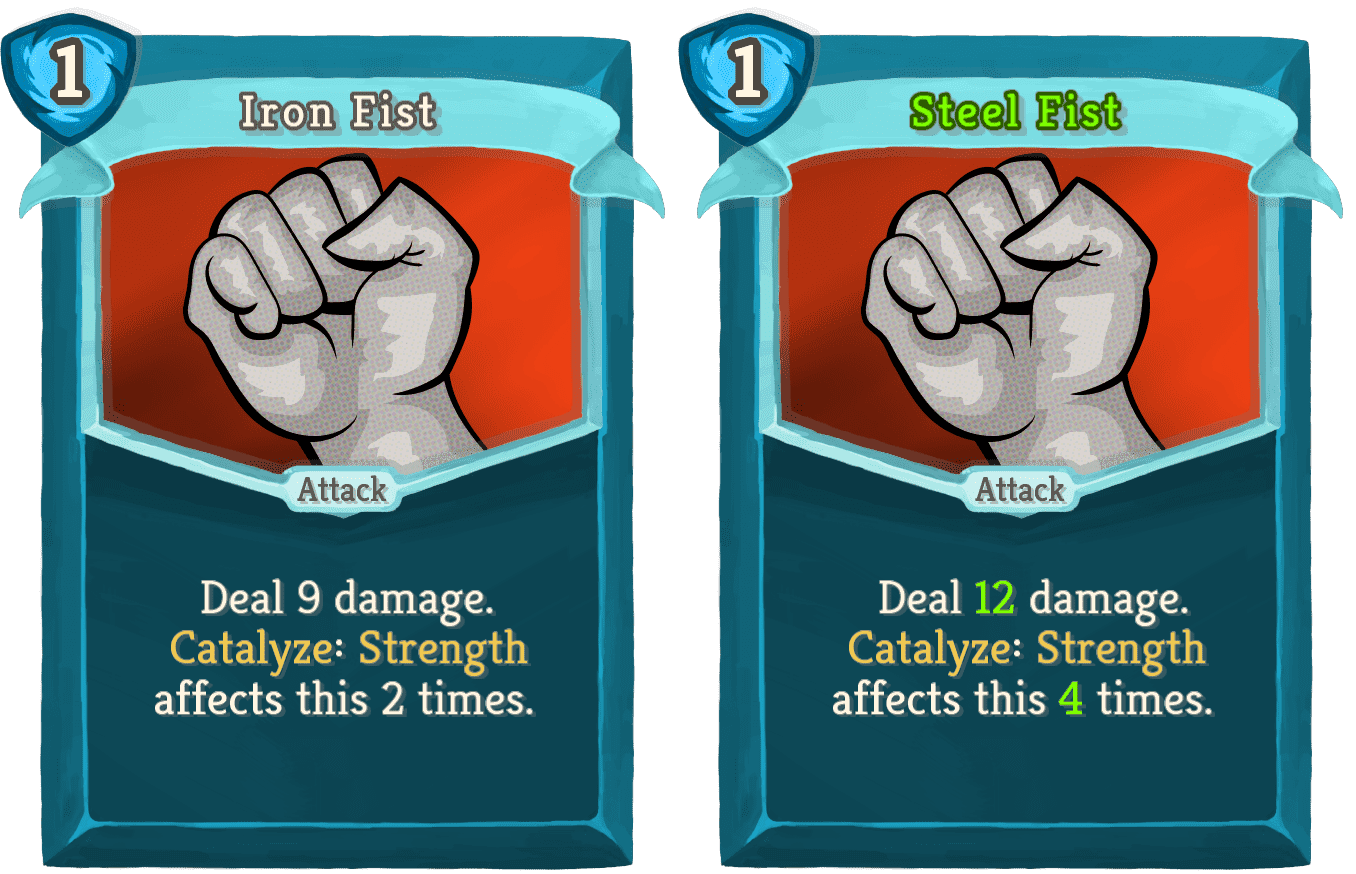 1
Iron Fist
Attack
Deal 9 damage.
Catalyze: Strength
affects this 2 times.
1
Steel Fist
Attack
Deal 12 damage.
Catalyze: Strength
affects this 4 times.